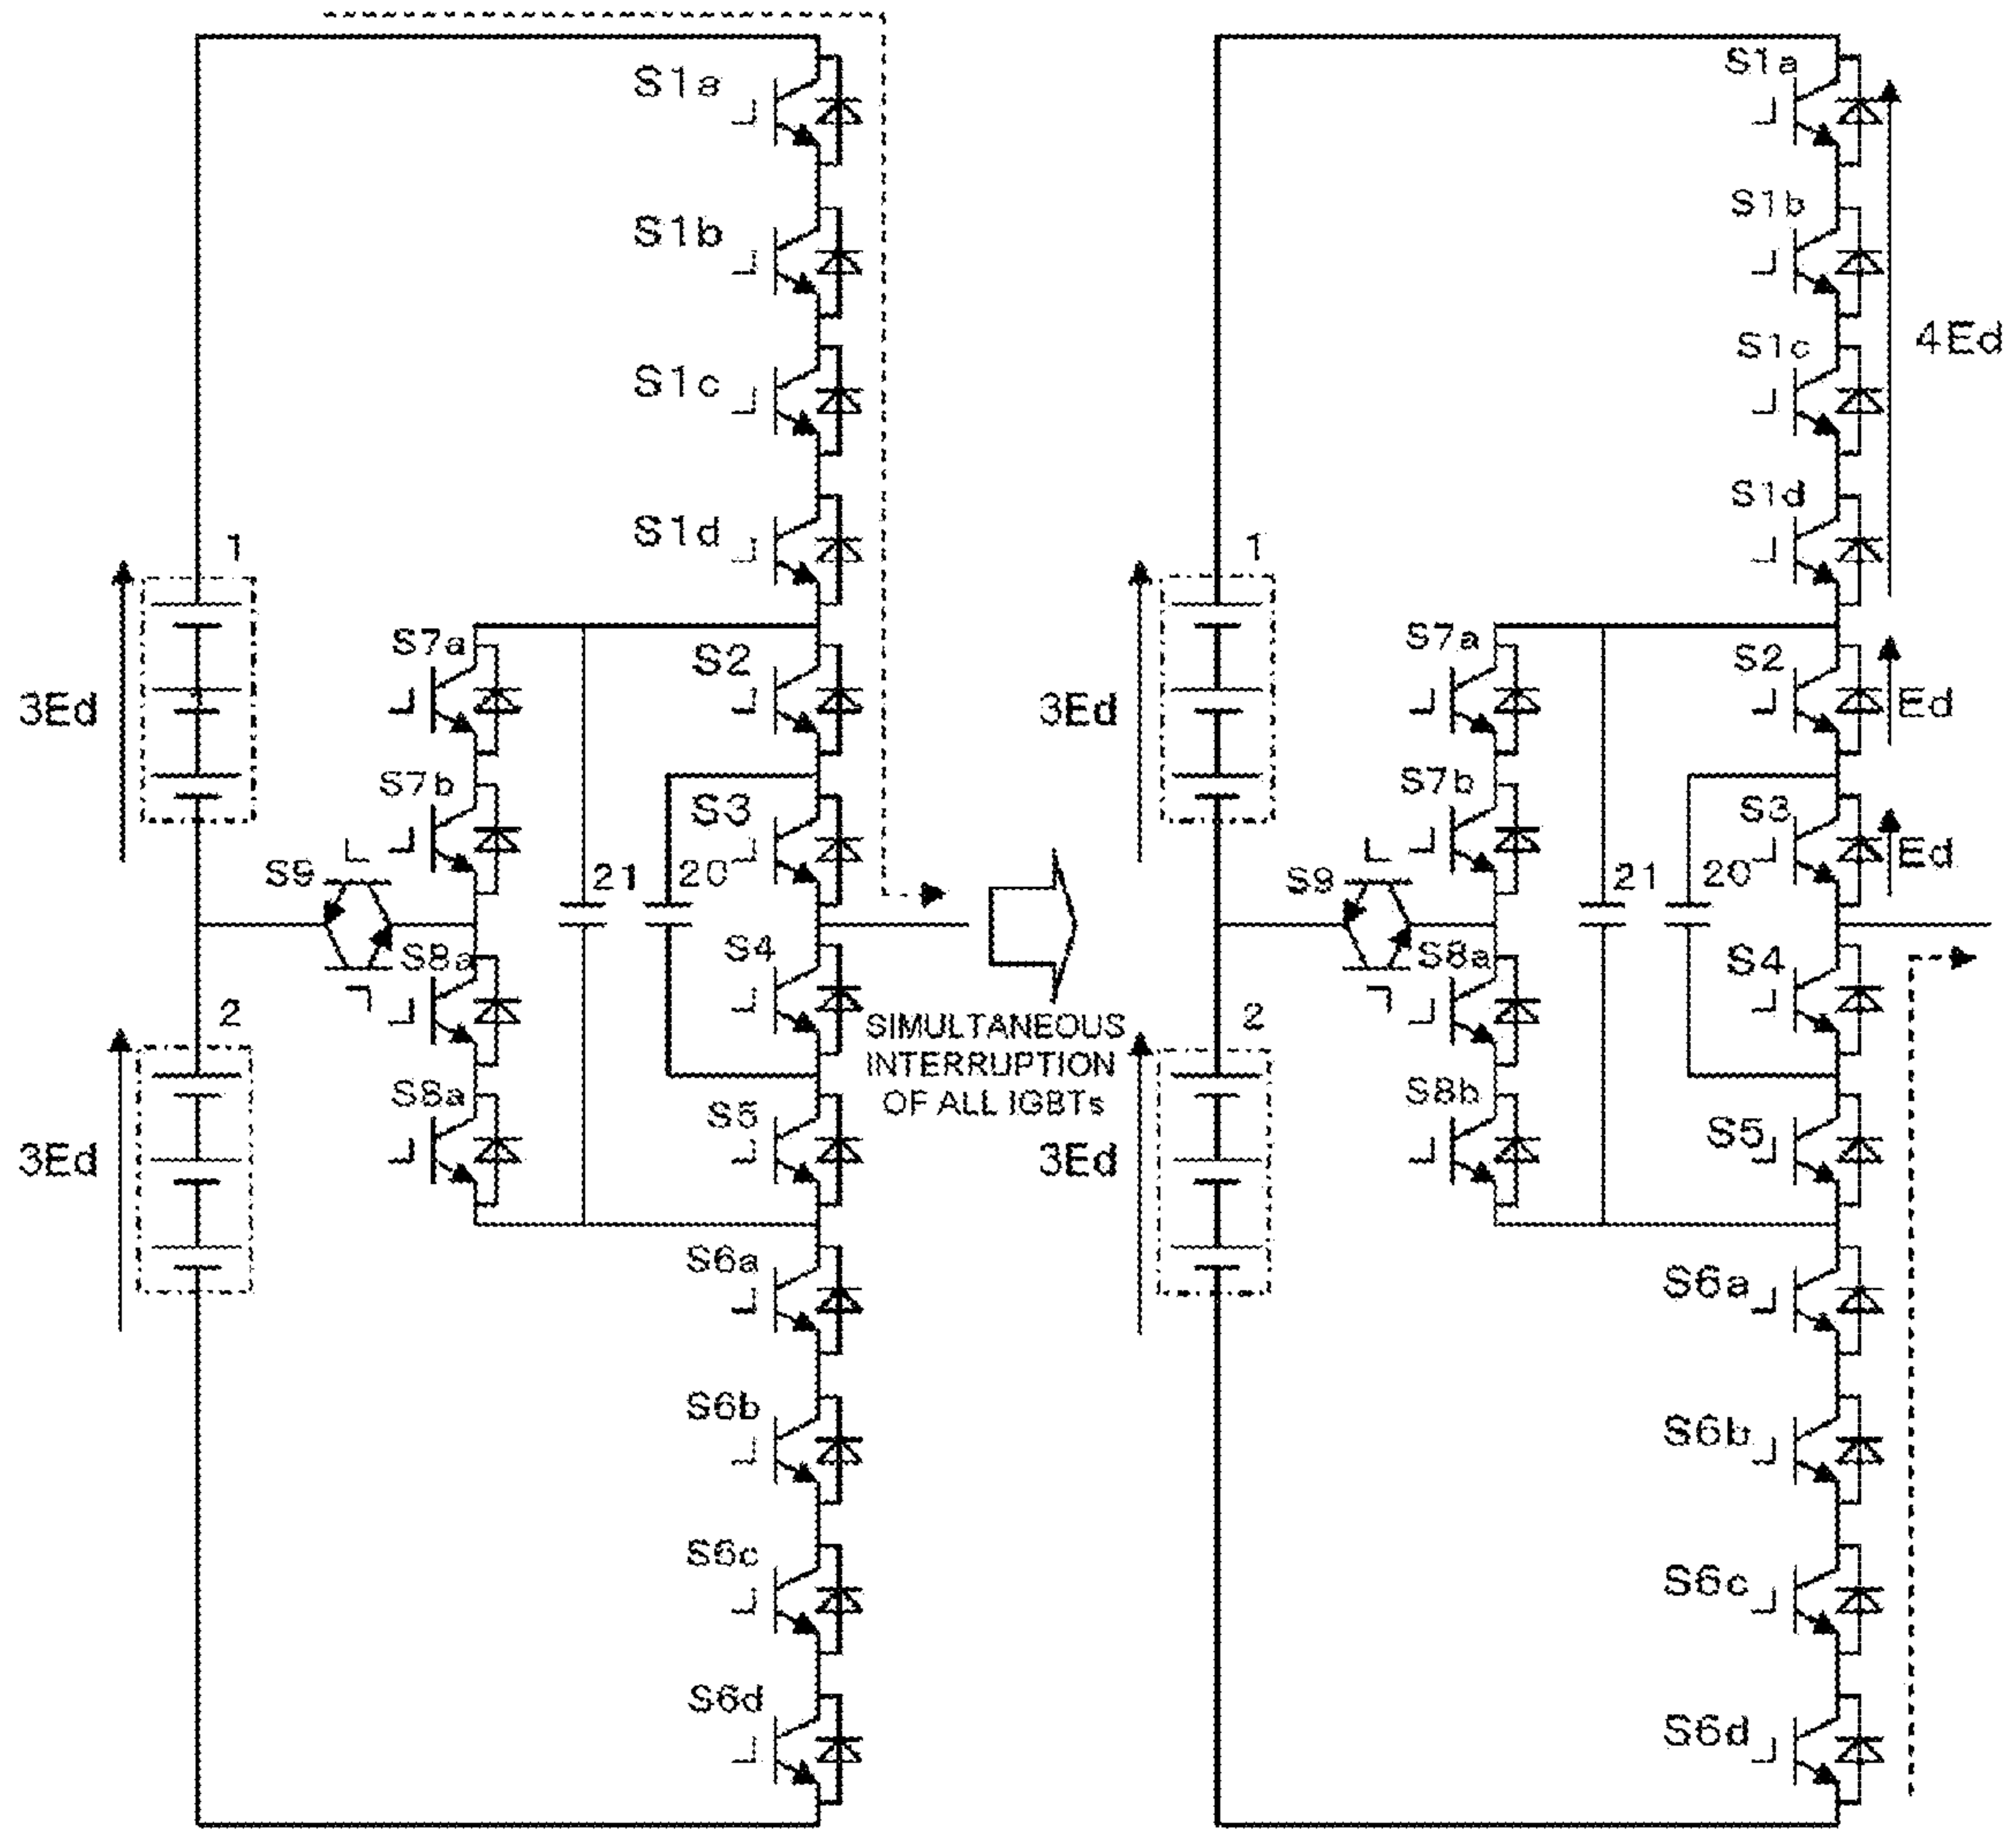 S1a
S1b
S1c
S1d
1
3Ed
S7a
S2
S7b
S3
S9
21
20
S8a
S4
2
3Ed
S8a
S5
S6a
S6b
S6c
S6d
SIMULTANEOUS
INTERRUPTION
OF ALL IGBTs
S1a
S1b
4Ed
S1c
S1d
1
3Ed
S7a
S2
Ed
S7b
S3
Ed
S9
21
20
S8a
S4
2
3Ed
S8b
S5
S6a
S6b
S6c
S6d